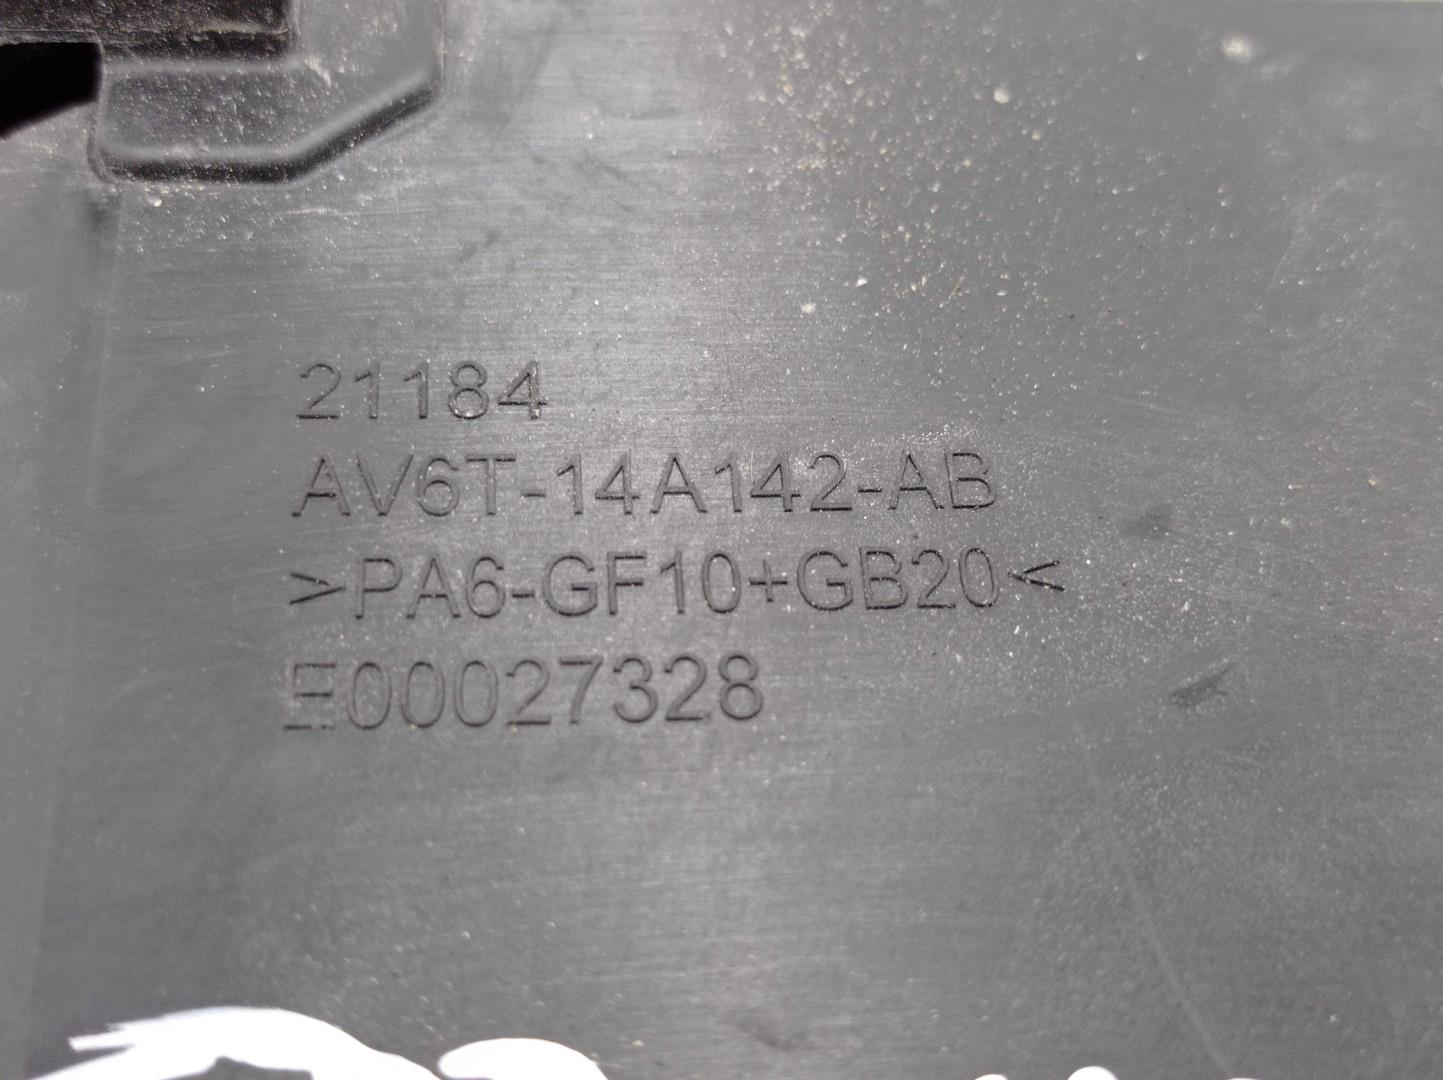 21184
AV6T-14A142-AB
>PA6-GF10+GB20<
E00027328